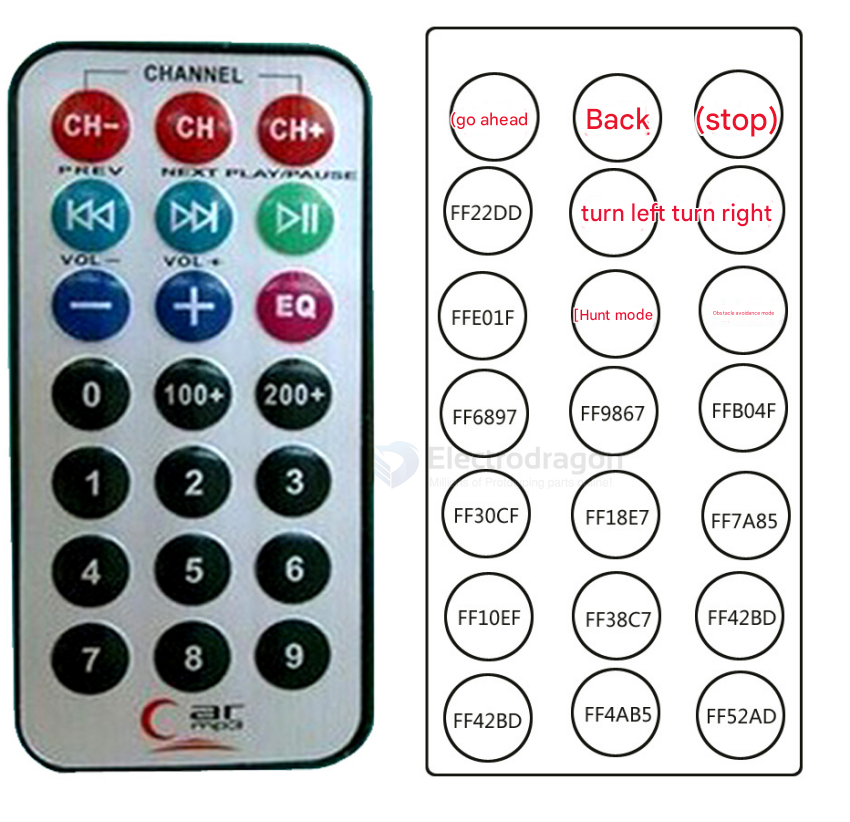 CHANNEL
CH− CH CH+
PREV NEXT PLAY/PAUSE
VOL− VOL+
− + EQ
0 100+ 200+
1 2 3
4 5 6
7 8 9
Car
mp3
(go ahead Back (stop)
FF22DD turn left turn right
FFE01F [Hunt mode Obstacle avoidance mode
FF6897 FF9867 FFB04F
Electrodragon
FF30CF FF18E7 FF7A85
FF10EF FF38C7 FF42BD
FF42BD FF4AB5 FF52AD